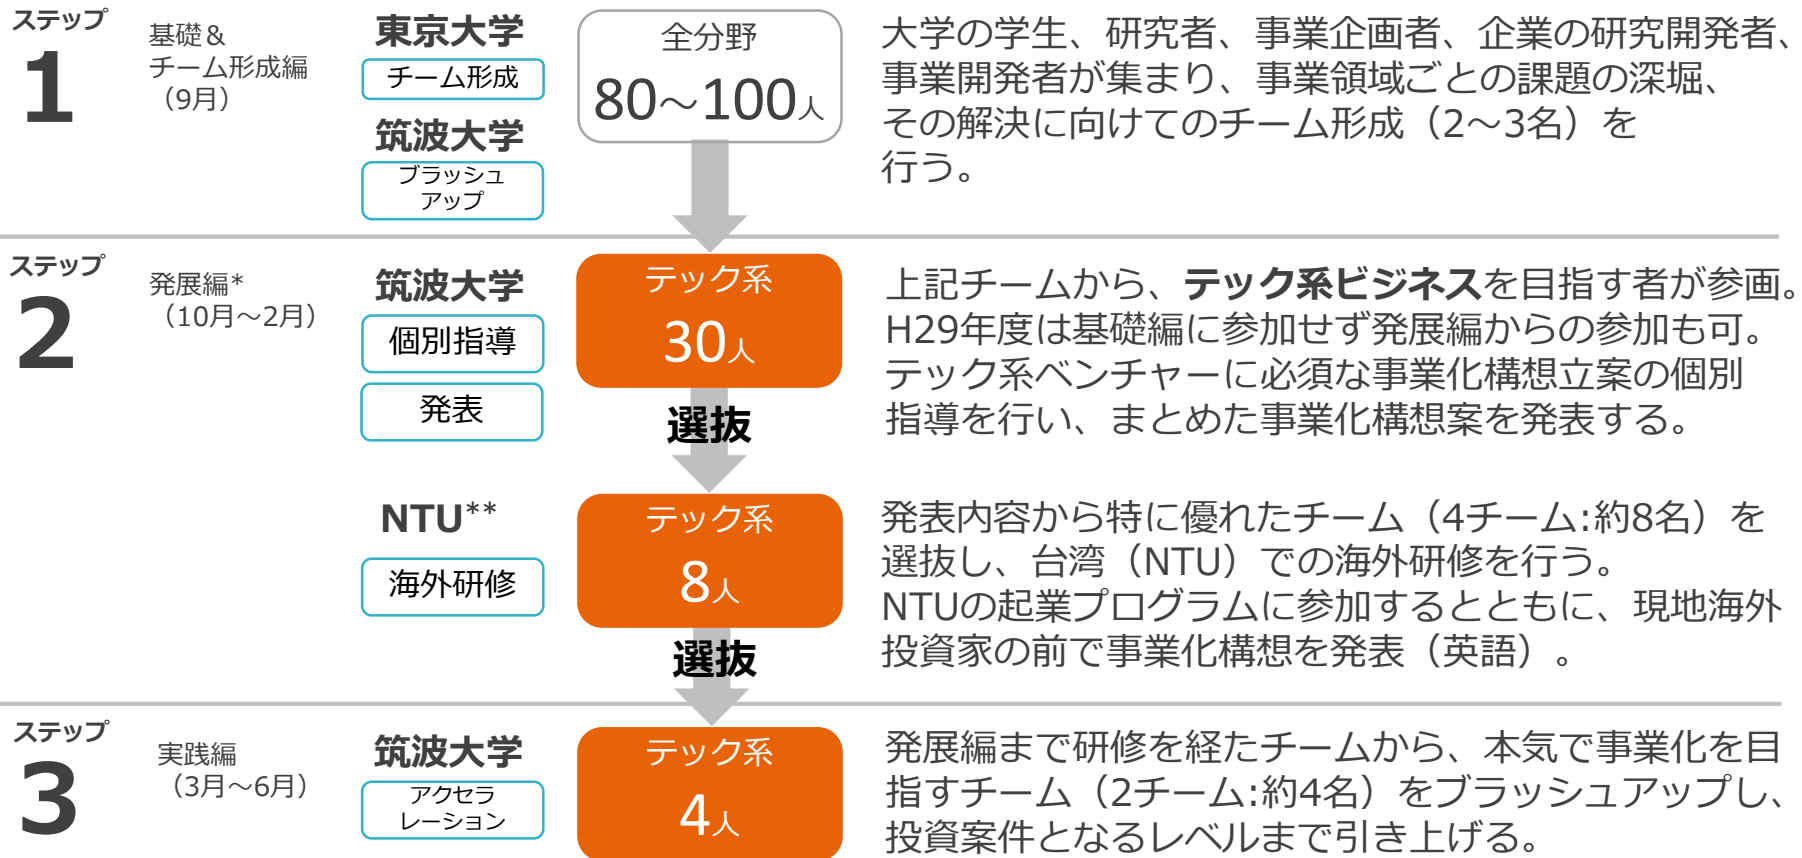 ステップ
1
基礎&
チーム形成編
（9月）
東京大学
チーム形成
筑波大学
ブラッシュ
アップ
全分野
80～100人
大学の学生、研究者、事業企画者、企業の研究開発者、
事業開発者が集まり、事業領域ごとの課題の深堀、
その解決に向けてのチーム形成（2～3名）を
行う。
ステップ
2
発展編*
（10月～2月）
筑波大学
個別指導
発表
テック系
30人
選抜
上記チームから、テック系ビジネスを目指す者が参画。
H29年度は基礎編に参加せず発展編からの参加も可。
テック系ベンチャーに必須な事業化構想立案の個別
指導を行い、まとめた事業化構想案を発表する。
NTU**
海外研修
テック系
8人
選抜
発表内容から特に優れたチーム（4チーム:約8名）を
選抜し、台湾（NTU）での海外研修を行う。
NTUの起業プログラムに参加するとともに、現地海外
投資家の前で事業化構想を発表（英語）。
ステップ
3
実践編
（3月～6月）
筑波大学
アクセラ
レーション
テック系
4人
発展編まで研修を経たチームから、本気で事業化を目
指すチーム（2チーム:約4名）をブラッシュアップし、
投資案件となるレベルまで引き上げる。